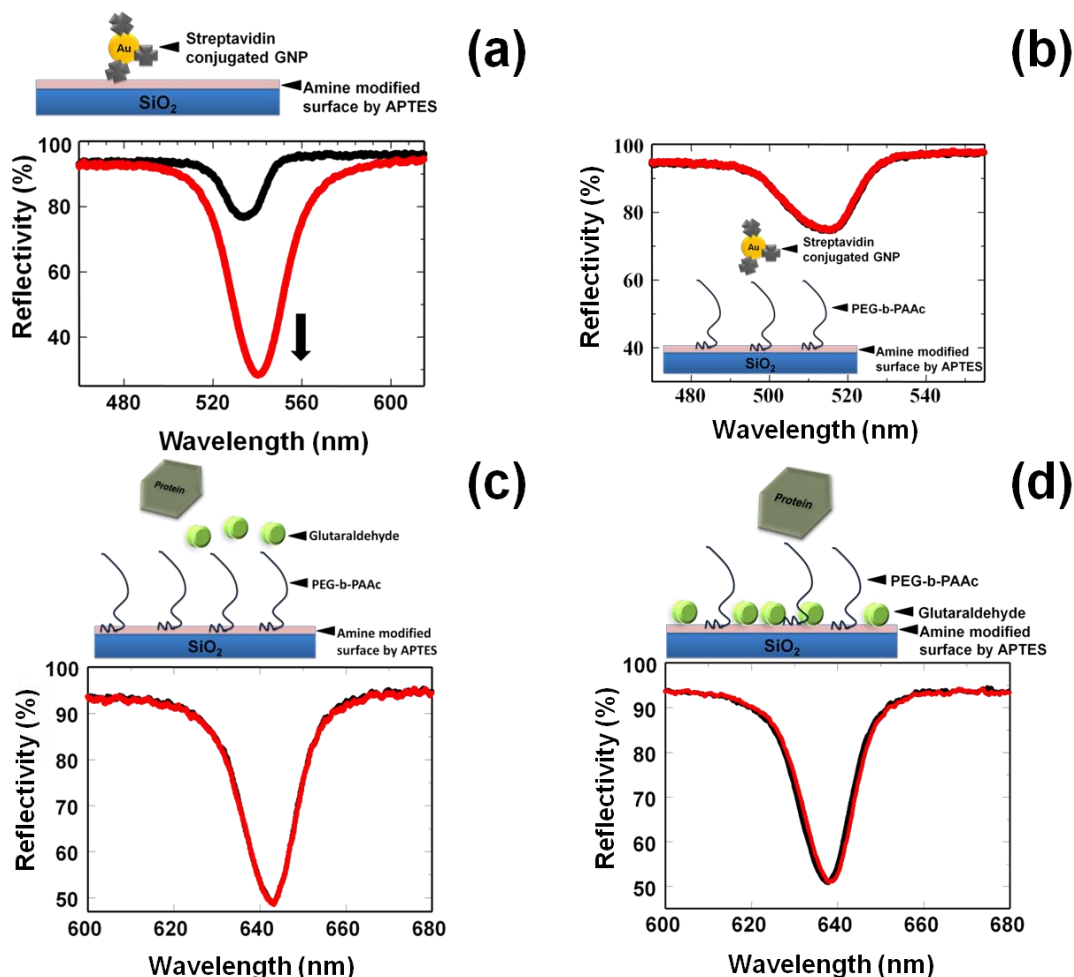 (a)
Au
Streptavidin
conjugated GNP
Amine modified
surface by APTES
SiO2
100
80
60
40
Reflectivity (%)
480
520
560
600
Wavelength (nm)
(b)
100
80
60
50
40
Reflectivity (%)
Au
Streptavidin
conjugated GNP
PEG-b-PAAc
Amine modified
surface by APTES
SiO2
480
500
520
540
Wavelength (nm)
(c)
Protein
Glutaraldehyde
PEG-b-PAAc
Amine modified
surface by APTES
SiO2
100
90
80
70
60
50
Reflectivity (%)
600
620
640
660
680
Wavelength (nm)
(d)
Protein
PEG-b-PAAc
Glutaraldehyde
Amine modified
surface by APTES
SiO2
100
90
80
70
60
50
Reflectivity (%)
600
620
640
660
680
Wavelength (nm)